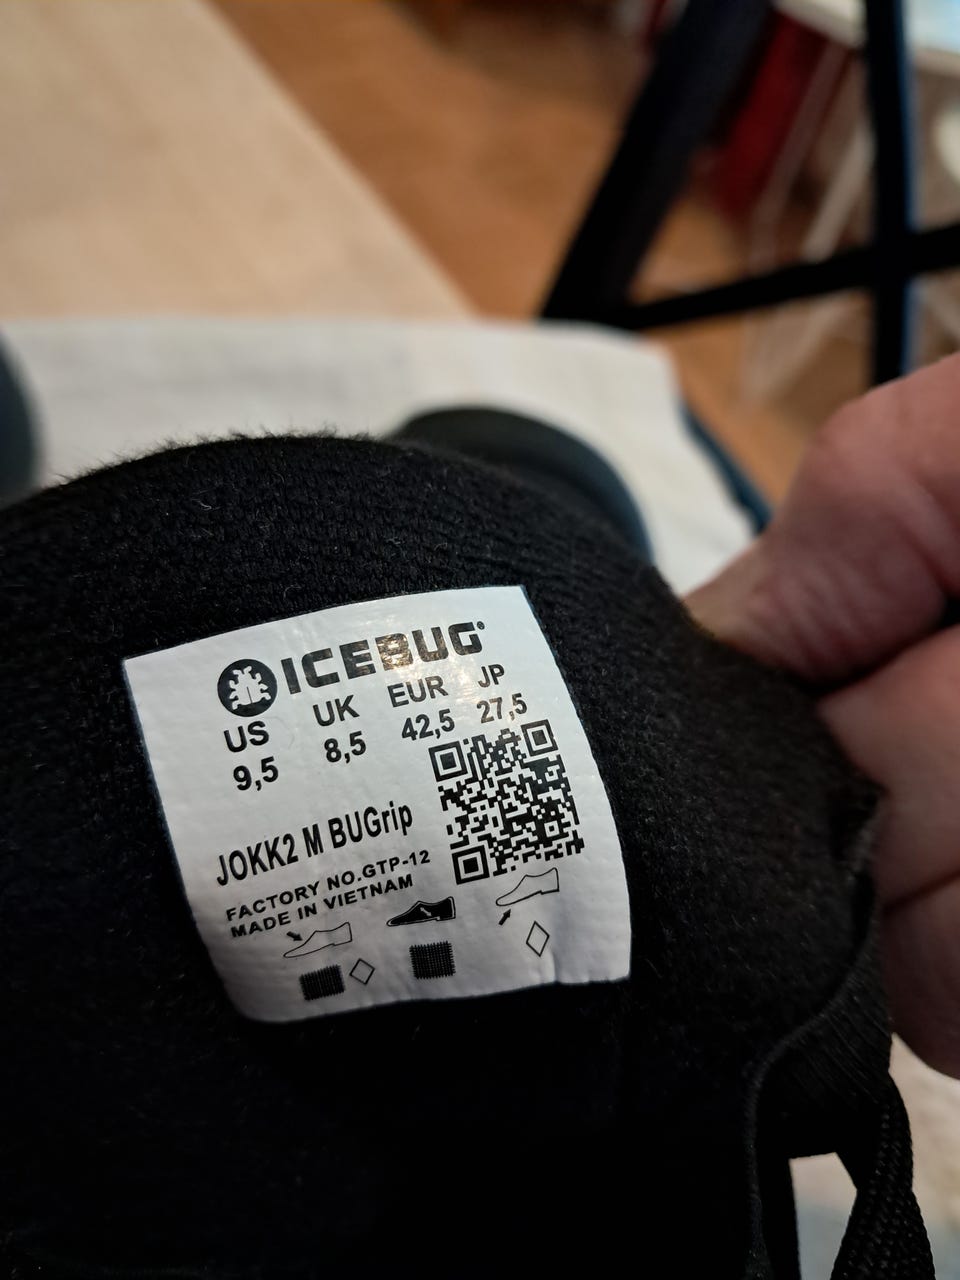 ICEBUG
US UK EUR JP
9,5 8,5 42,5 27,5
JOKK2 M BUGrip
FACTORY NO.GTP-12
MADE IN VIETNAM